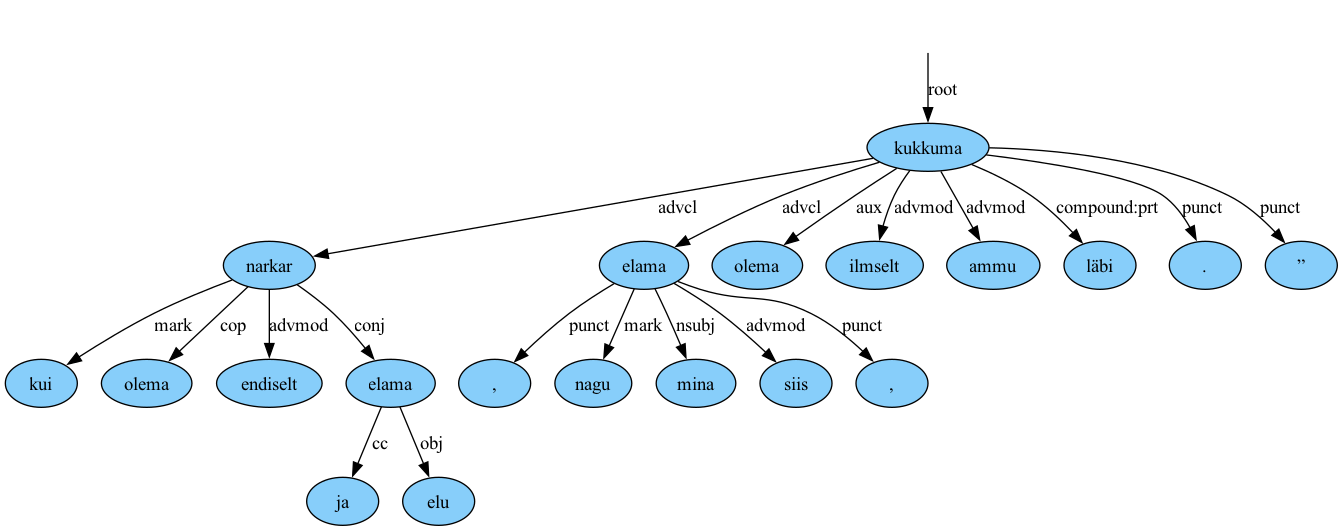 root
kukkuma
advcl advcl aux advmod advmod compound:prt punct punct
narkar elama olema ilmselt ammu läbi . ”
mark cop advmod conj punct mark nsubj advmod punct
kui olema endiselt elama , nagu mina siis ,
cc obj
ja elu